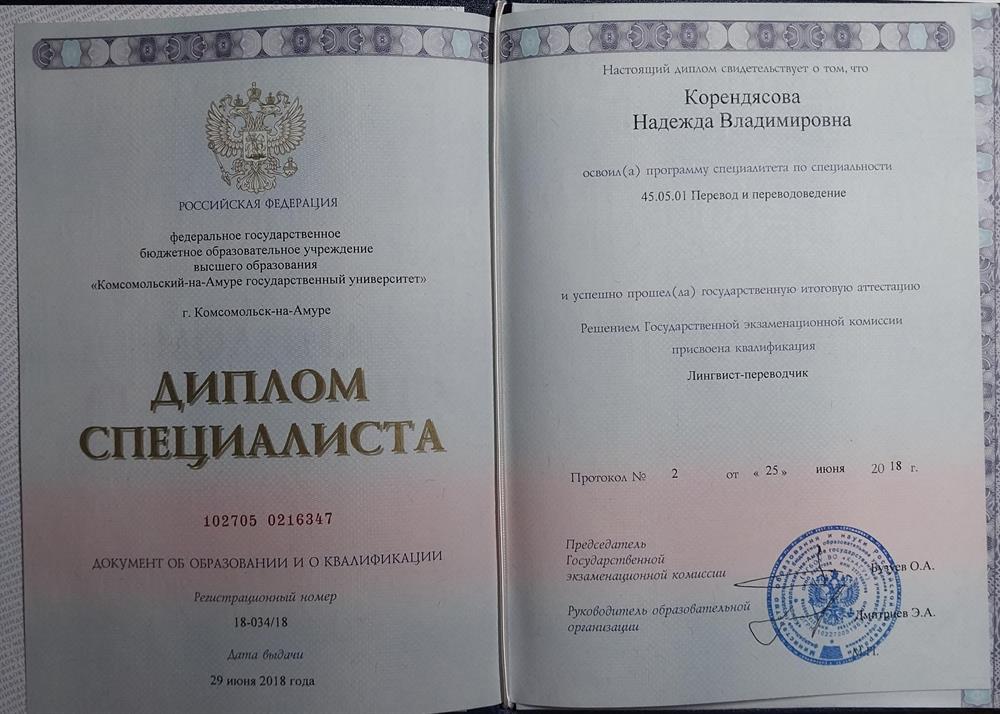 РОССИЙСКАЯ ФЕДЕРАЦИЯ
федеральное государственное
бюджетное образовательное учреждение
высшего образования
«Комсомольский-на-Амуре государственный университет»
г. Комсомольск-на-Амуре
ДИПЛОМ
СПЕЦИАЛИСТА
102705 0216347
ДОКУМЕНТ ОБ ОБРАЗОВАНИИ И О КВАЛИФИКАЦИИ
Регистрационный номер
18-034/18
Дата выдачи
29 июня 2018 года
Настоящий диплом свидетельствует о том, что
Корендясова
Надежда Владимировна
освоил(а) программу специалитета по специальности
45.05.01 Перевод и переводоведение
и успешно прошел(ла) государственную итоговую аттестацию
Решением Государственной экзаменационной комиссии
присвоена квалификация
Лингвист-переводчик
Протокол № 2 от « 25 » июня 20 18 г.
Председатель
Государственной
экзаменационной комиссии
Бузуев О.А.
Руководитель образовательной
организации
Дмитриев Э.А.
М.П.